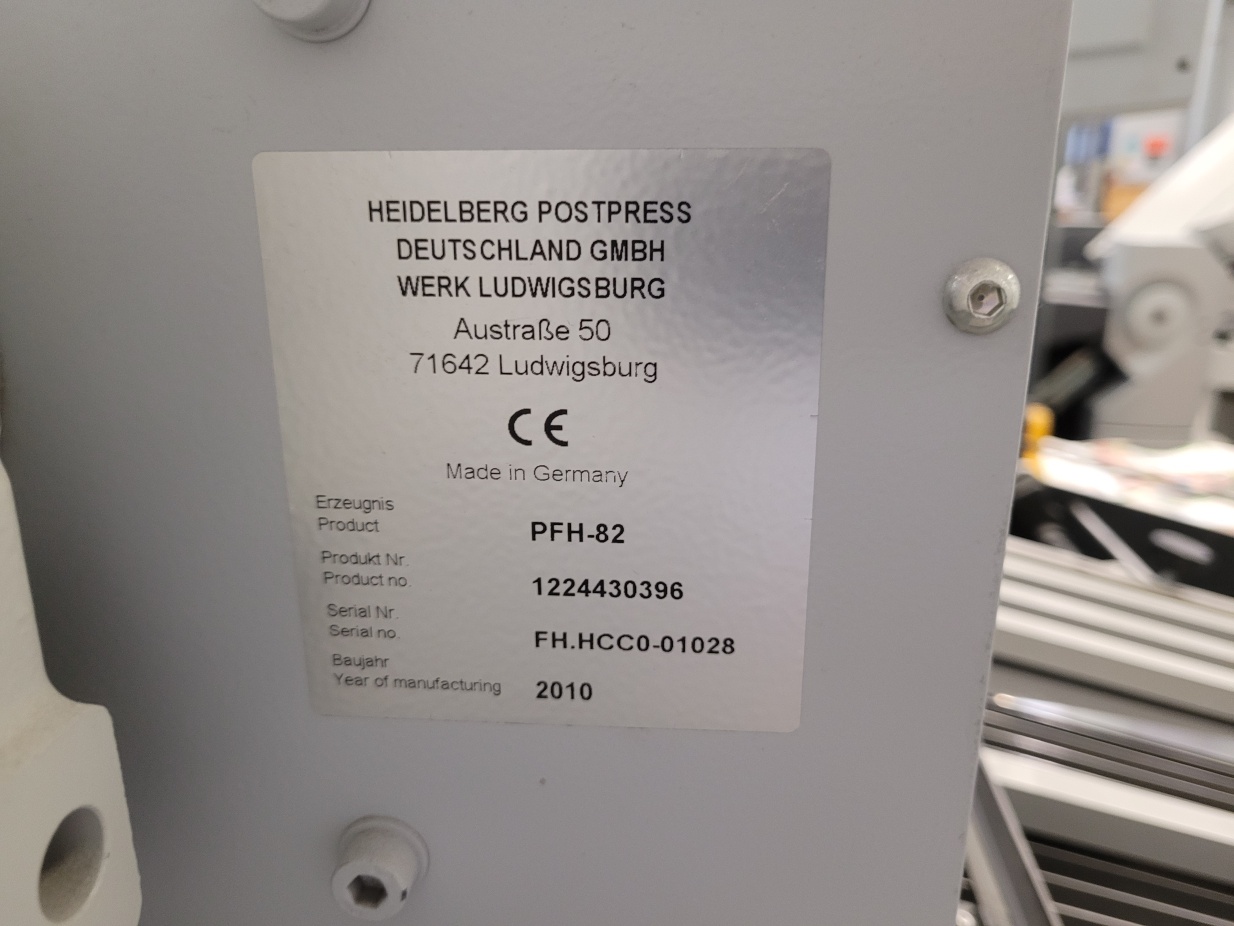 HEIDELBERG POSTPRESS
DEUTSCHLAND GMBH
WERK LUDWIGSBURG
Austraße 50
71642 Ludwigsburg
CE
Made in Germany
Erzeugnis
Product PFH-82
Produkt Nr.
Product no. 1224430396
Serial Nr.
Serial no. FH.HCC0-01028
Baujahr
Year of manufacturing 2010